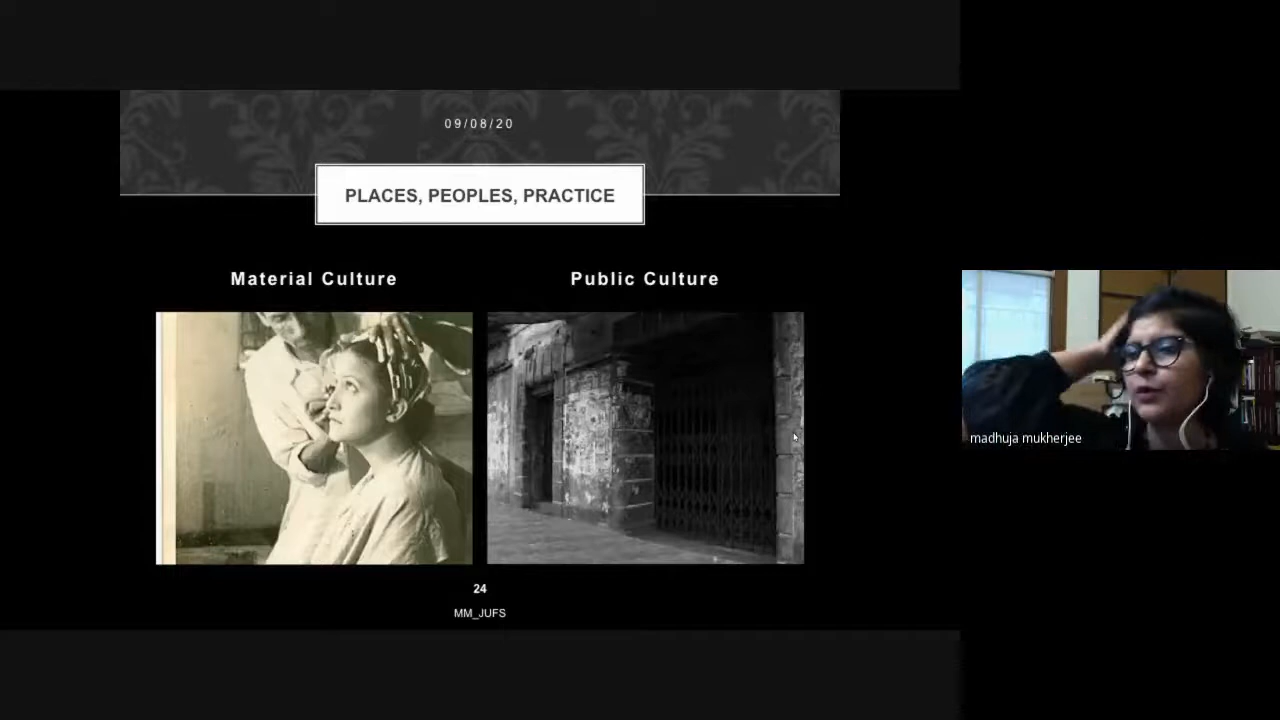 09/08/20
PLACES, PEOPLES, PRACTICE
Material Culture
Public Culture
24
MM_JUFS
madhuja mukherjee